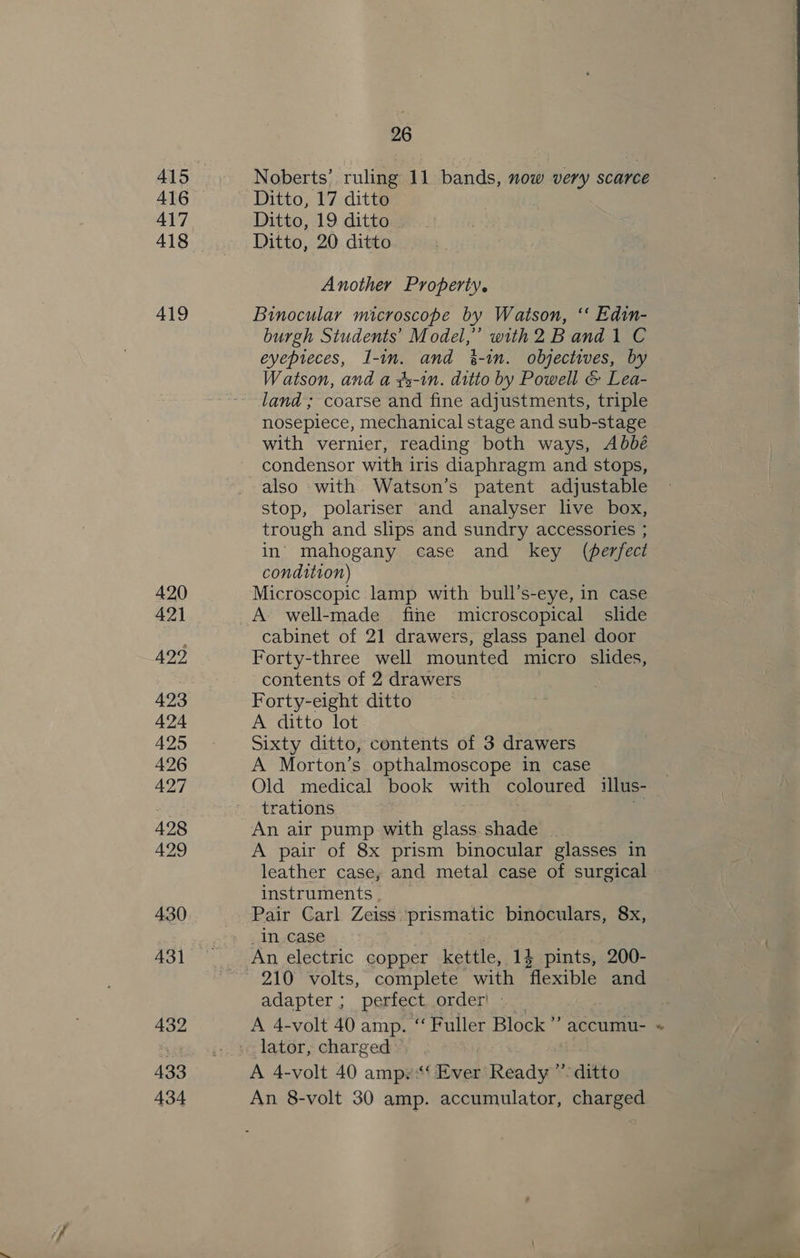 26
415 Noberts’ ruling 11 bands, now very scarce
416 Ditto, 17 ditto
417 Ditto, 19 ditto
418 Ditto, 20 ditto
Another Property.
419 Binocular microscope by Watson, “ Edin-
burgh Students’ Model,” with 2 B and 1 C
eyepieces, 1-in. and in. objectives, by
Watson, and a in. ditto by Powell & Lea-
land ; coarse and fine adjustments, triple
nosepiece, mechanical stage and sub-stage
with vernier, reading both ways, Abbé
condensor with iris diaphragm and stops,
also with Watson’s patent adjustable
stop, polariser and analyser live box,
trough and slips and sundry accessories ;
in mahogany case and key (perfect
condition)
420 Microscopic lamp with bull’s-eye, in case
421 A well-made fine microscopical slide
cabinet of 21 drawers, glass panel door
422 Forty-three well mounted micro slides,
contents of 2 drawers
423 Forty-eight ditto
424 A ditto lot
425 Sixty ditto, contents of 3 drawers
426 A Morton’s opthalmoscope in case
427 Old medical book with coloured illus-
trations
428 An air pump with glass shade
429 A pair of 8x prism binocular glasses in
leather case, and metal case of surgical
instruments
430 Pair Carl Zeiss prismatic binoculars, 8x,
in case
431 An electric copper kettle, 1½ pints, 200-
210 volts, complete with flexible and
adapter ; perfect order
432 A 4-volt 40 amp. “ Fuller Block ” accumu-
lator, charged
433 A 4-volt 40 amp. “ Ever Ready ” ditto
434 An 8-volt 30 amp. accumulator, charged